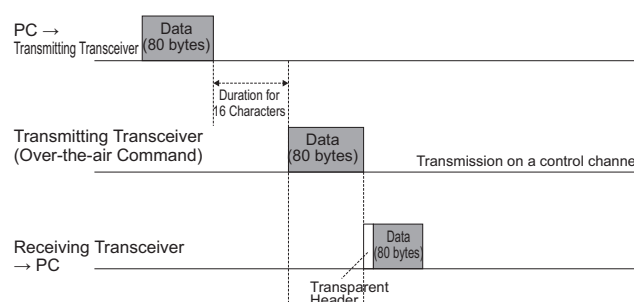 PC →
Transmitting Transceiver
Data
(80 bytes)
Duration for
16 Characters
Transmitting Transceiver
(Over-the-air Command)
Data
(80 bytes)
Transmission on a control channel
Receiving Transceiver
→ PC
Data
(80 bytes)
Transparent
Header